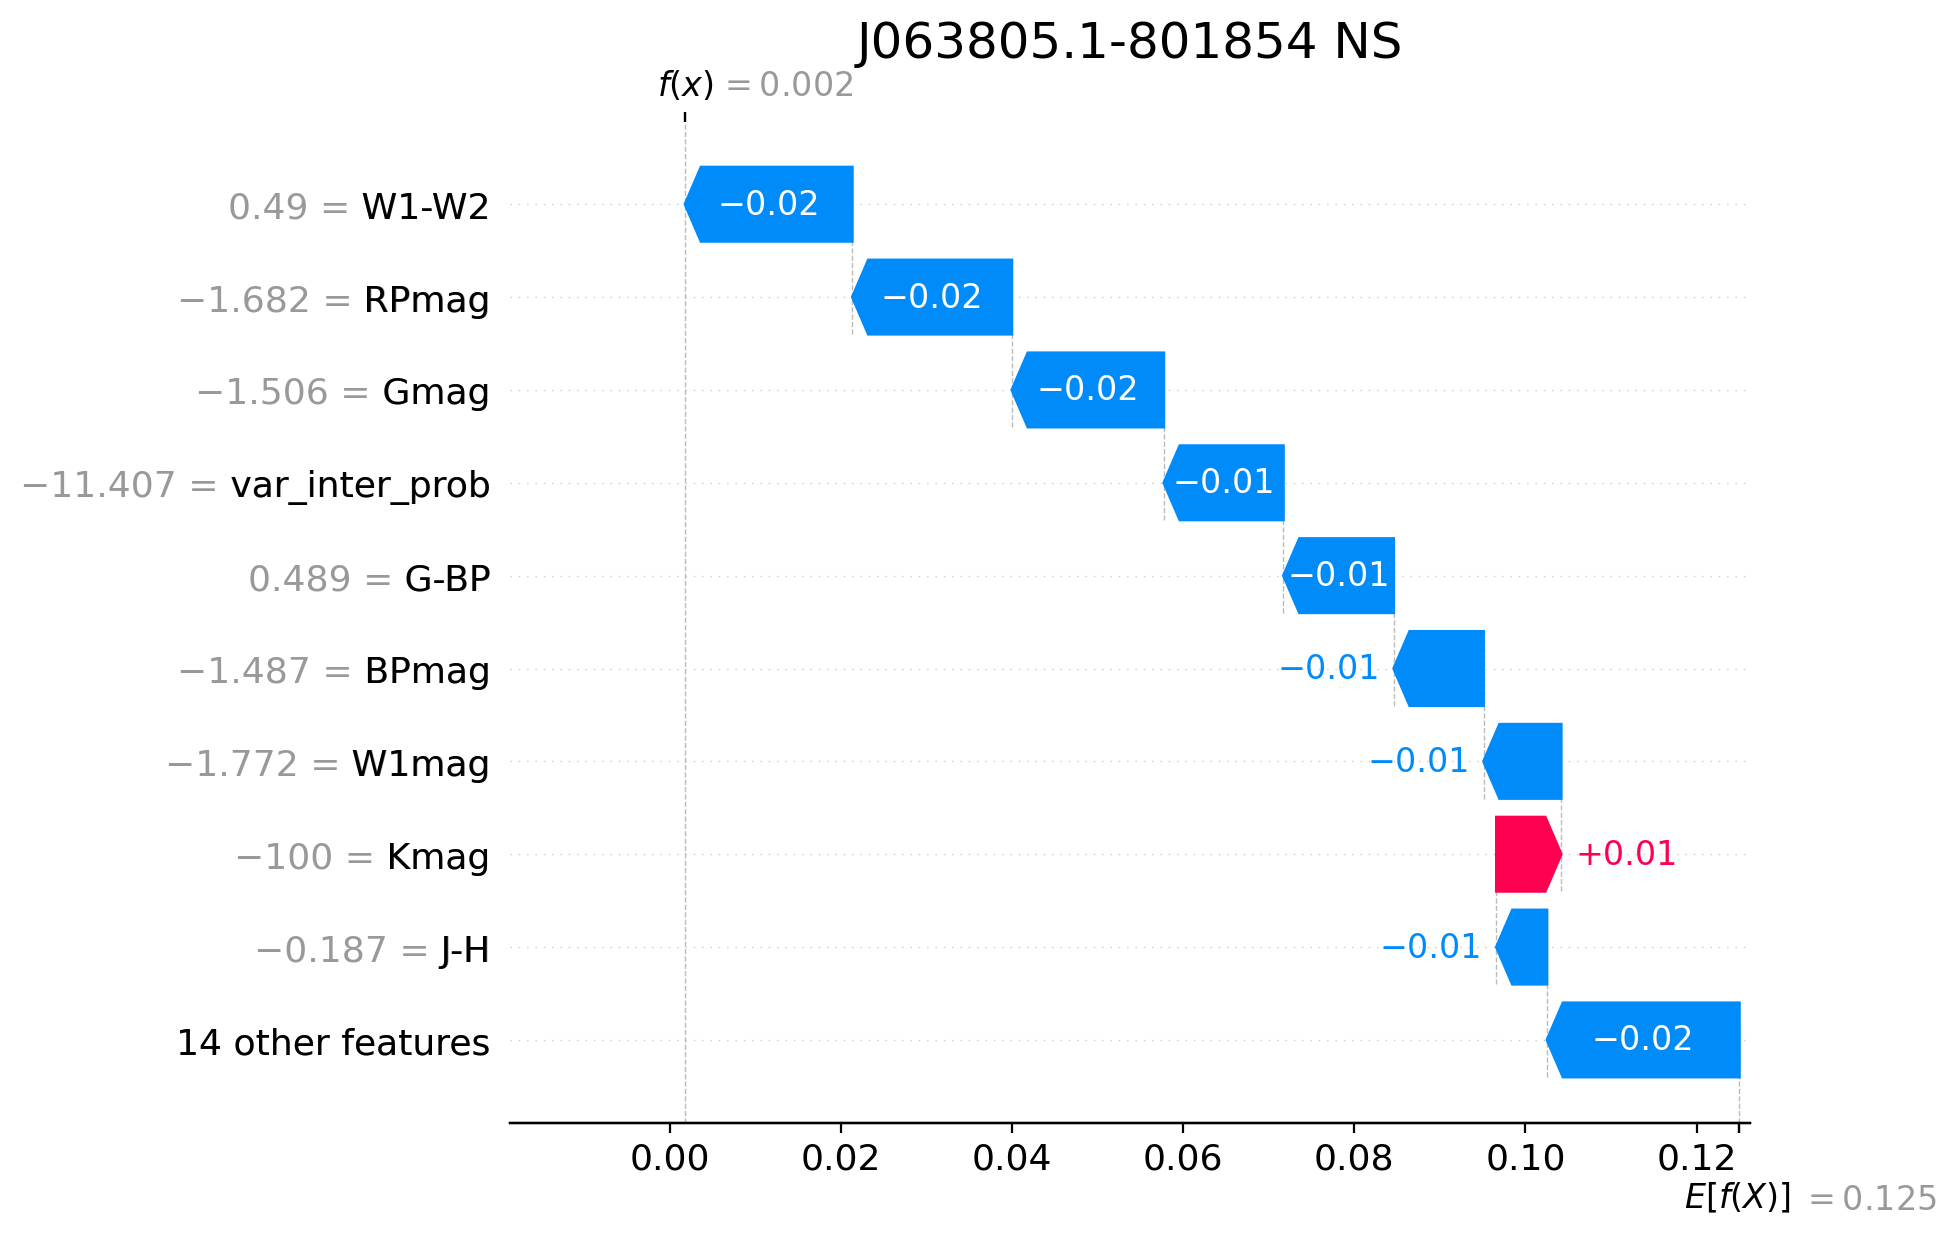 J063805.1-801854 NS
f(x) = 0.002
0.49 = W1-W2
−0.02
−1.682 = RPmag
−0.02
−1.506 = Gmag
−0.02
−11.407 = var_inter_prob
−0.01
0.489 = G-BP
−0.01
−1.487 = BPmag
−0.01
−1.772 = W1mag
−0.01
−100 = Kmag
+0.01
−0.187 = J-H
−0.01
14 other features
−0.02
0.00 0.02 0.04 0.06 0.08 0.10 0.12
E[f(X)] = 0.125